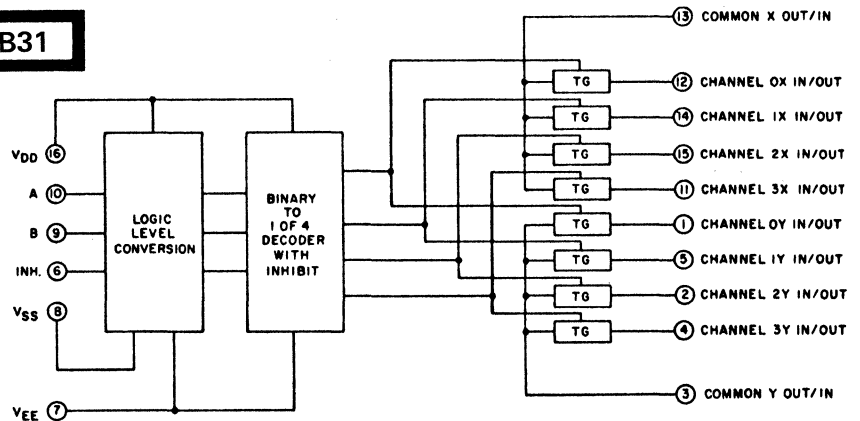 B31
13 COMMON X OUT/IN
TG 12 CHANNEL 0X IN/OUT
TG 14 CHANNEL 1X IN/OUT
TG 15 CHANNEL 2X IN/OUT
TG 11 CHANNEL 3X IN/OUT
TG 1 CHANNEL 0Y IN/OUT
TG 5 CHANNEL 1Y IN/OUT
TG 2 CHANNEL 2Y IN/OUT
TG 4 CHANNEL 3Y IN/OUT
3 COMMON Y OUT/IN
VDD 16
A 10
B 9
INH. 6
VSS 8
VEE 7
LOGIC
LEVEL
CONVERSION
BINARY
TO
1 OF 4
DECODER
WITH
INHIBIT